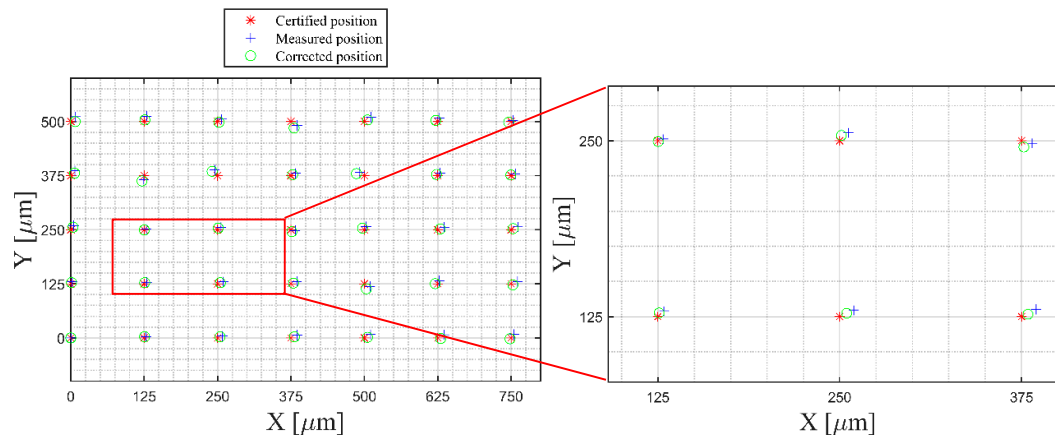 Certified position
Measured position
Corrected position
500
375
250
125
0
Y [μm]
0 125 250 375 500 625 750
X [μm]
250
125
Y [μm]
125 250 375
X [μm]